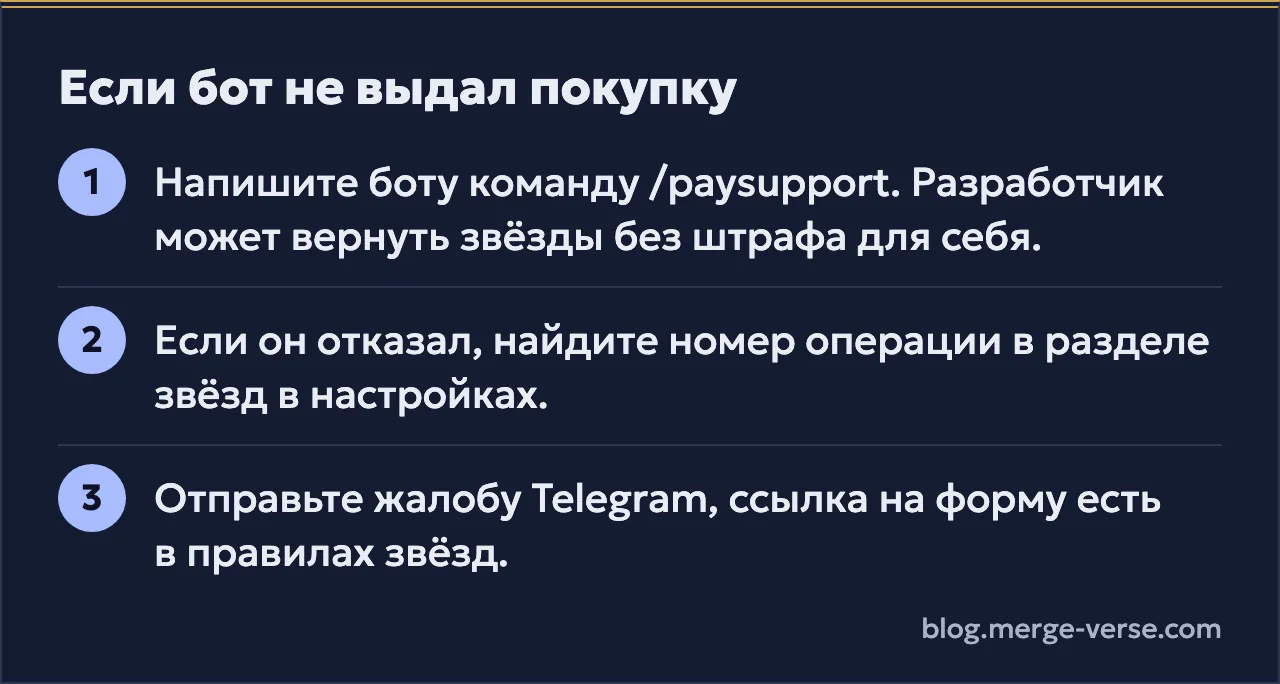 Если бот не выдал покупку
1
Напишите боту команду /paysupport. Разработчик
может вернуть звёзды без штрафа для себя.
2
Если он отказал, найдите номер операции в разделе
звёзд в настройках.
3
Отправьте жалобу Telegram, ссылка на форму есть
в правилах звёзд.
blog.merge-verse.com